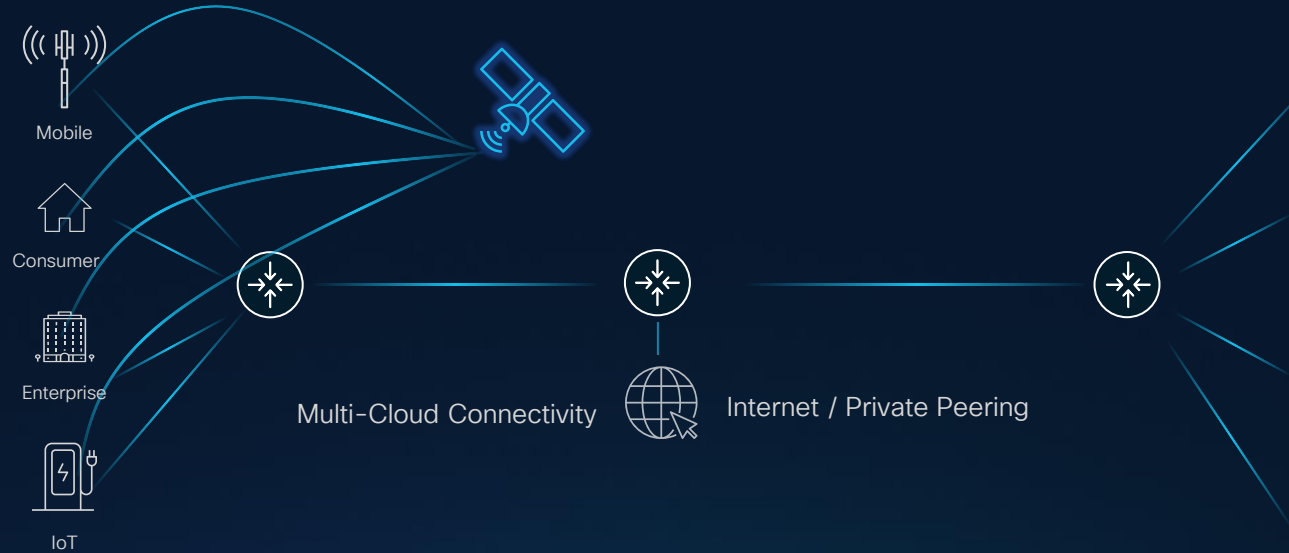 Mobile
Consumer
Enterprise
Multi-Cloud Connectivity
Internet / Private Peering
IoT